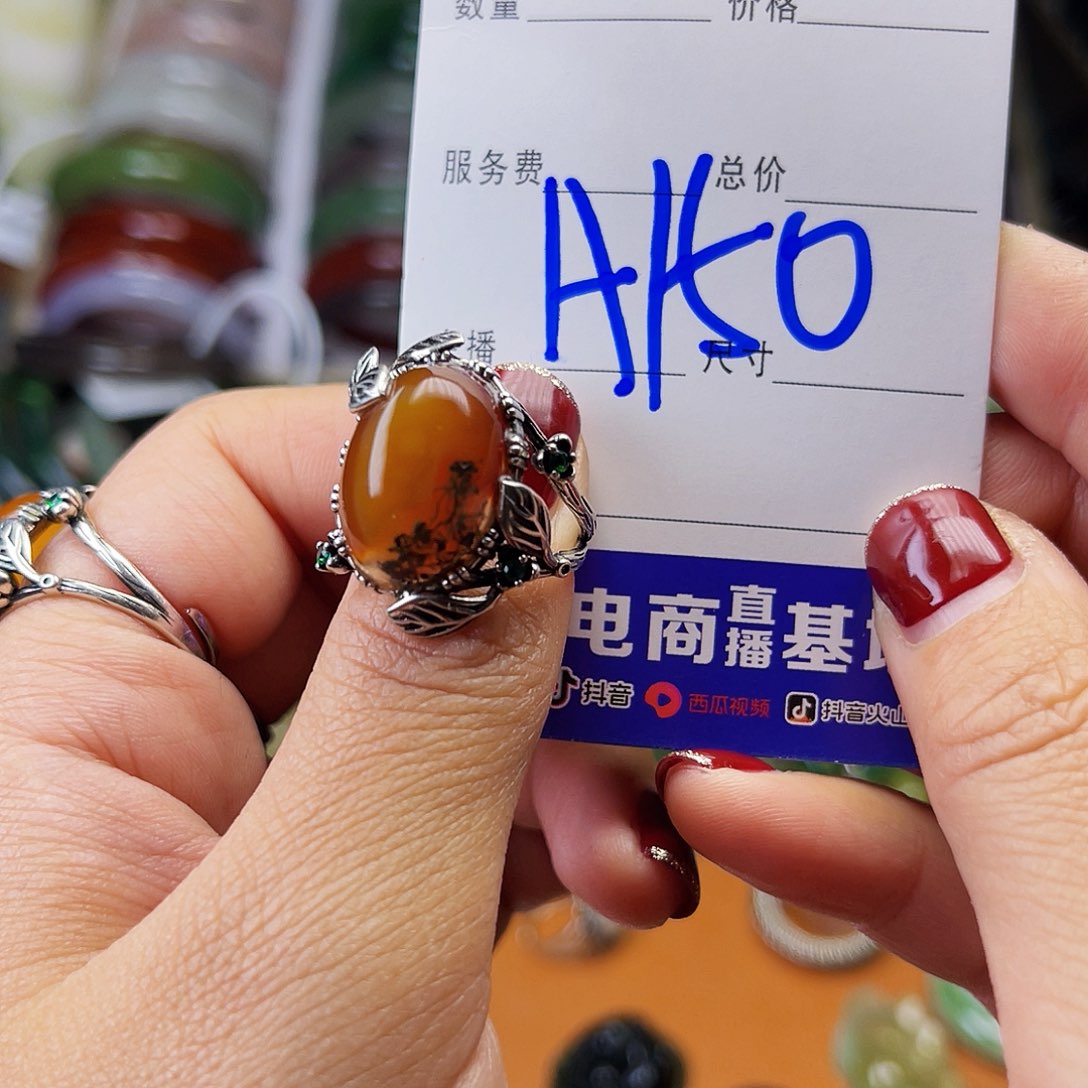 数量 价格
服务费 总价
AKO
播 尺寸
电商直播基
抖音 西瓜视频 抖音火山